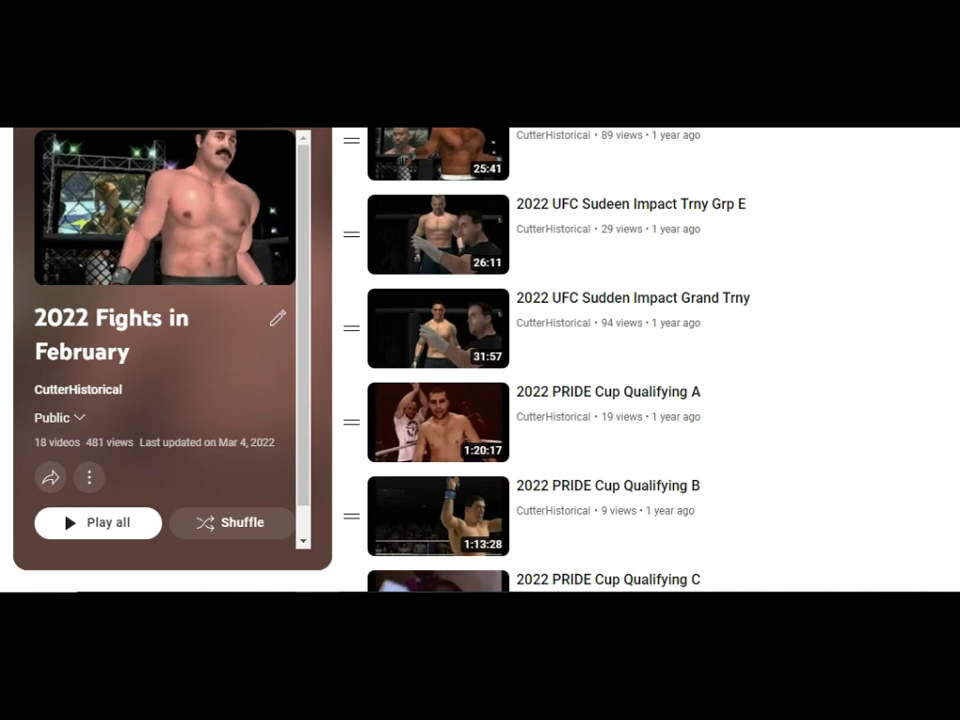 CutterHistorical • 89 views • 1 year ago
25:41
2022 UFC Sudeen Impact Trny Grp E
CutterHistorical • 29 views • 1 year ago
26:11
2022 UFC Sudden Impact Grand Trny
CutterHistorical • 94 views • 1 year ago
31:57
2022 PRIDE Cup Qualifying A
CutterHistorical • 19 views • 1 year ago
1:20:17
2022 PRIDE Cup Qualifying B
CutterHistorical • 9 views • 1 year ago
1:13:28
2022 PRIDE Cup Qualifying C
2022 Fights in
February
CutterHistorical
Public
18 videos 481 views Last updated on Mar 4, 2022
Play all
Shuffle